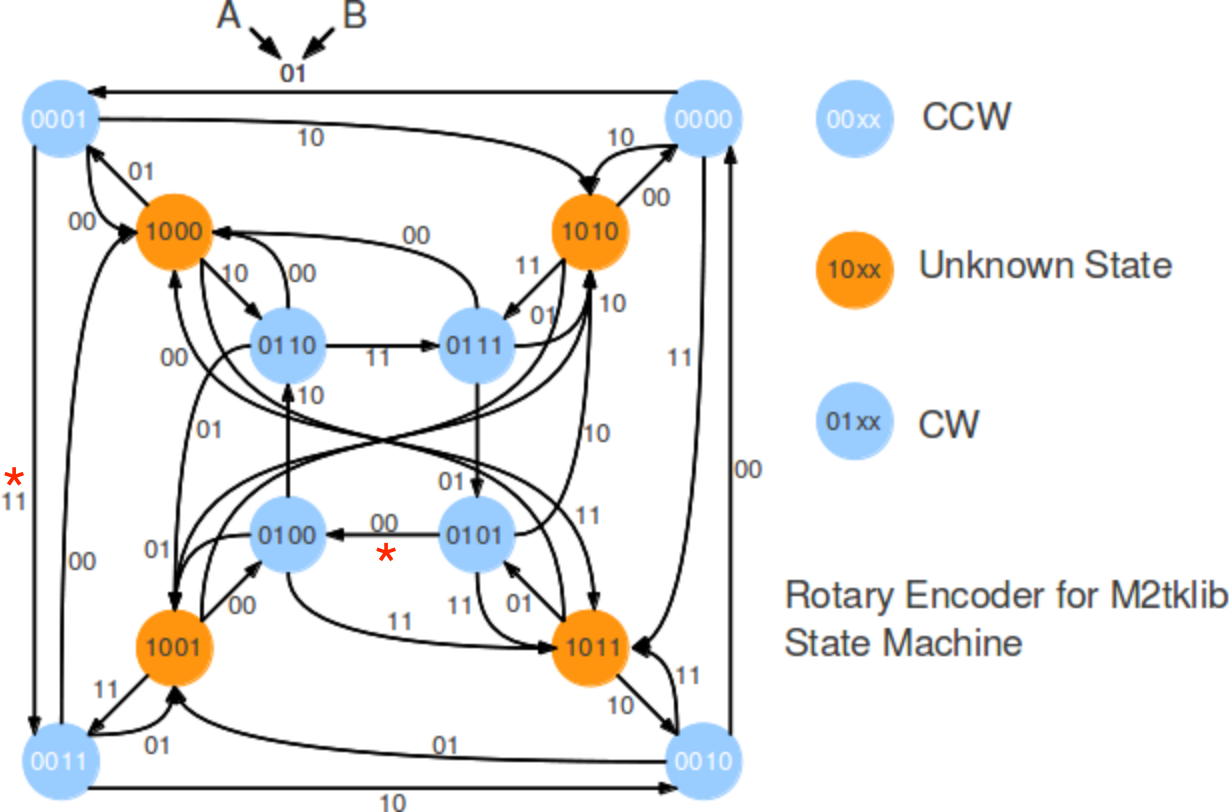 A B
01
0001 0000 00xx CCW
10 10
01 00
00 1000 1010
00
10 00 11 10xx Unknown State
01 10
0110 0111
00 11 11
10 01xx CW
01 10
* 01 00
11
00 11
0100 0101
*
00 01
00 11 01
11 Rotary Encoder for M2tklib
1001 1011 State Machine
11 11
10
01 01
0011 0010
10